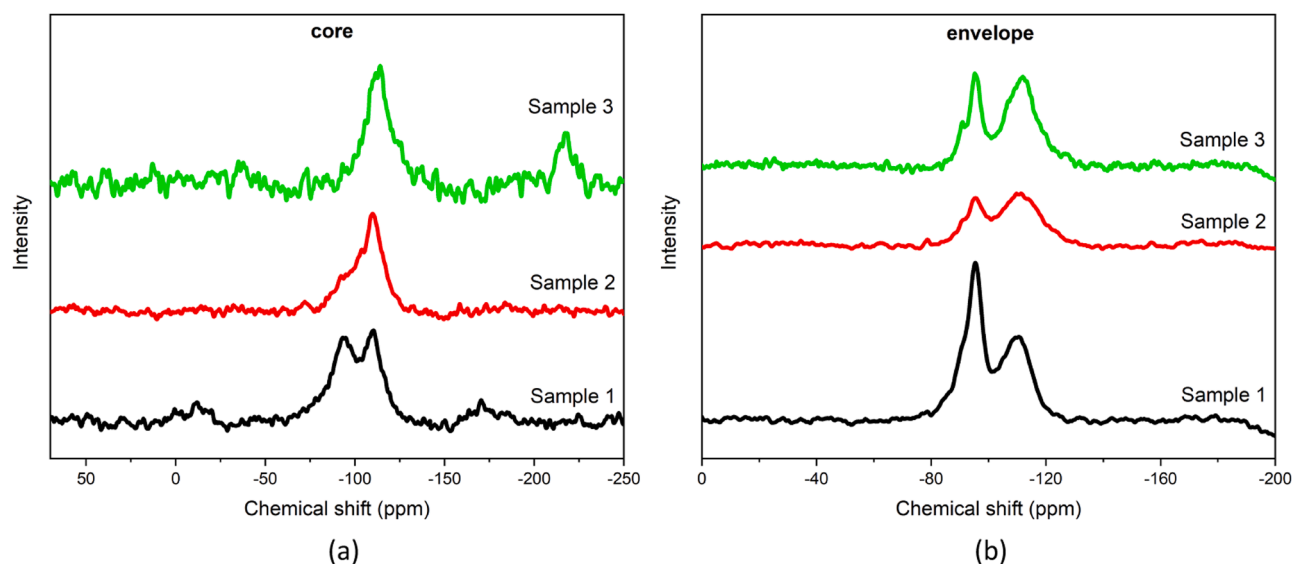 core
Sample 3
Sample 2
Sample 1
Intensity
50 0 -50 -100 -150 -200 -250
Chemical shift (ppm)
(a)
envelope
Sample 3
Sample 2
Sample 1
Intensity
0 -40 -80 -120 -160 -200
Chemical shift (ppm)
(b)